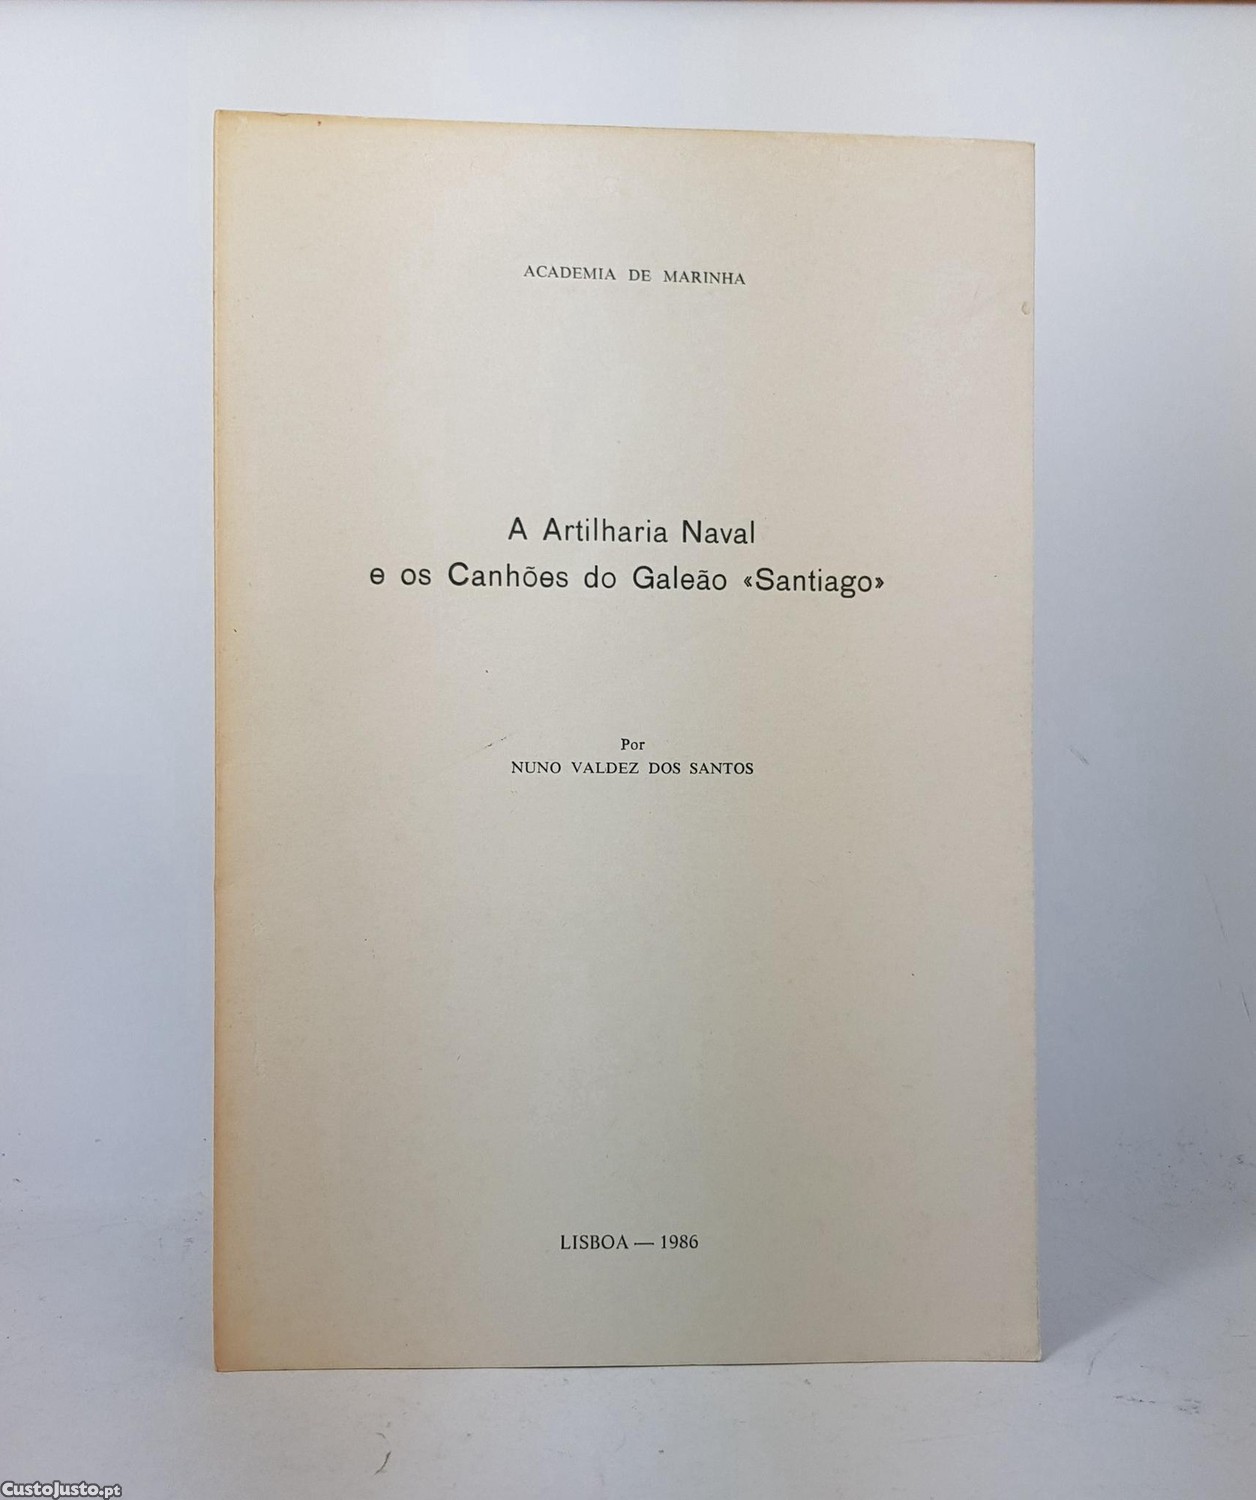 ACADEMIA DE MARINHA
A Artilharia Naval
e os Canhões do Galeão «Santiago»
Por
NUNO VALDEZ DOS SANTOS
LISBOA — 1986
CustoJusto.pt